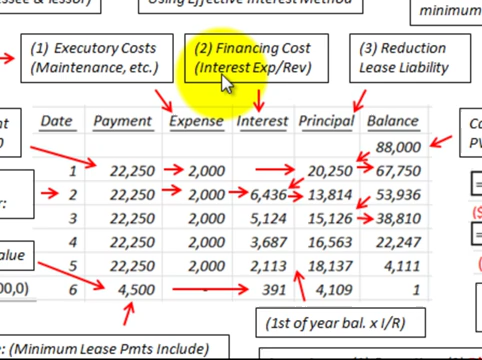 Using Effective Interest Method
minimum
(1) Executory Costs
(Maintenance, etc.)
(2) Financing Cost
(Interest Exp/Rev)
(3) Reduction
Lease Liability
Date Payment Expense Interest Principal Balance
88,000
1 22,250 2,000 20,250 67,750
2 22,250 2,000 6,436 13,814 53,936
3 22,250 2,000 5,124 15,126 38,810
4 22,250 2,000 3,687 16,563 22,247
5 22,250 2,000 2,113 18,137 4,111
6 4,500 - 391 4,109 1
(1st of year bal. x I/R)
: (Minimum Lease Pmts Include)